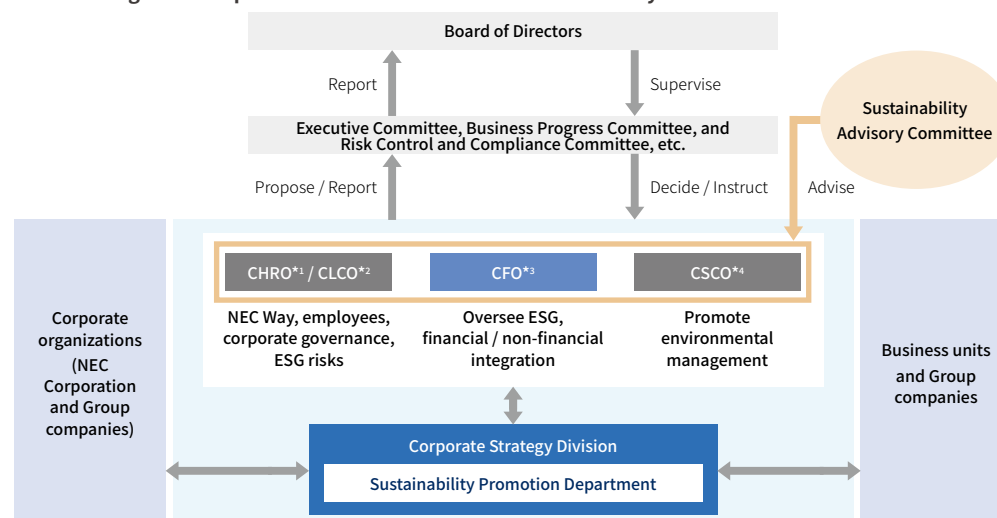 Board of Directors
Report
Supervise
Sustainability
Advisory Committee
Executive Committee, Business Progress Committee, and
Risk Control and Compliance Committee, etc.
Propose / Report
Decide / Instruct
Advise
CHRO*1 / CLCO*2
CFO*3
CSCO*4
NEC Way, employees,
corporate governance,
ESG risks
Oversee ESG,
financial / non-financial
integration
Promote
environmental
management
Corporate
organizations
(NEC
Corporation
and Group
companies)
Business units
and Group
companies
Corporate Strategy Division
Sustainability Promotion Department